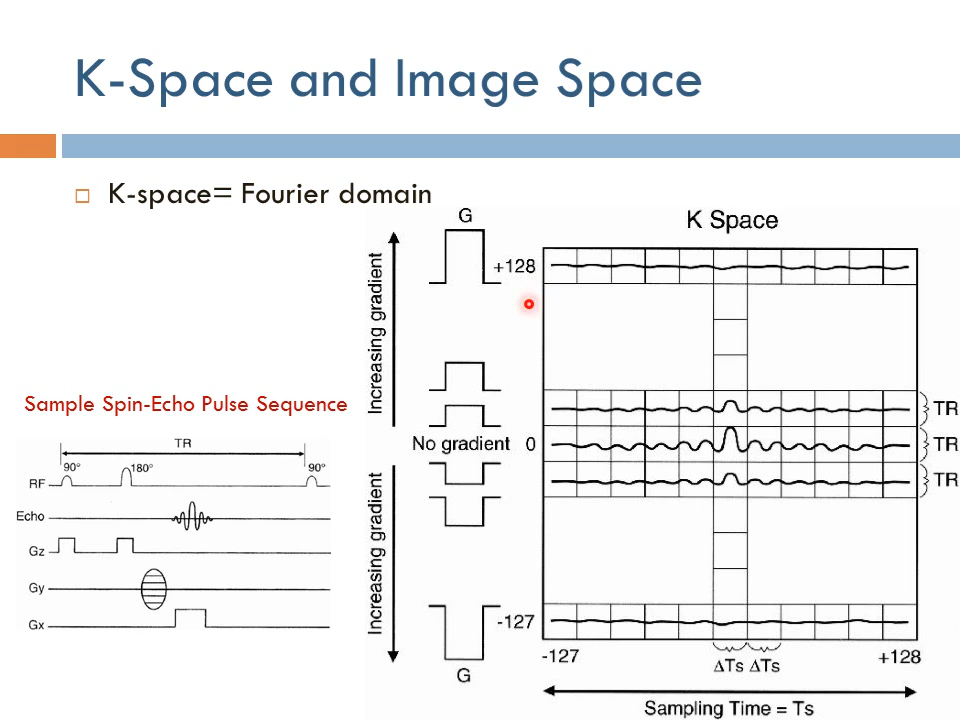 K-Space and Image Space
K-space= Fourier domain
G
K Space
+128
Increasing gradient
TR
No gradient 0
TR
TR
Increasing gradient
-127
G
-127
+128
ΔTs ΔTs
Sampling Time = Ts
Sample Spin-Echo Pulse Sequence
TR
90° 180° 90°
RF
Echo
Gz
Gy
Gx